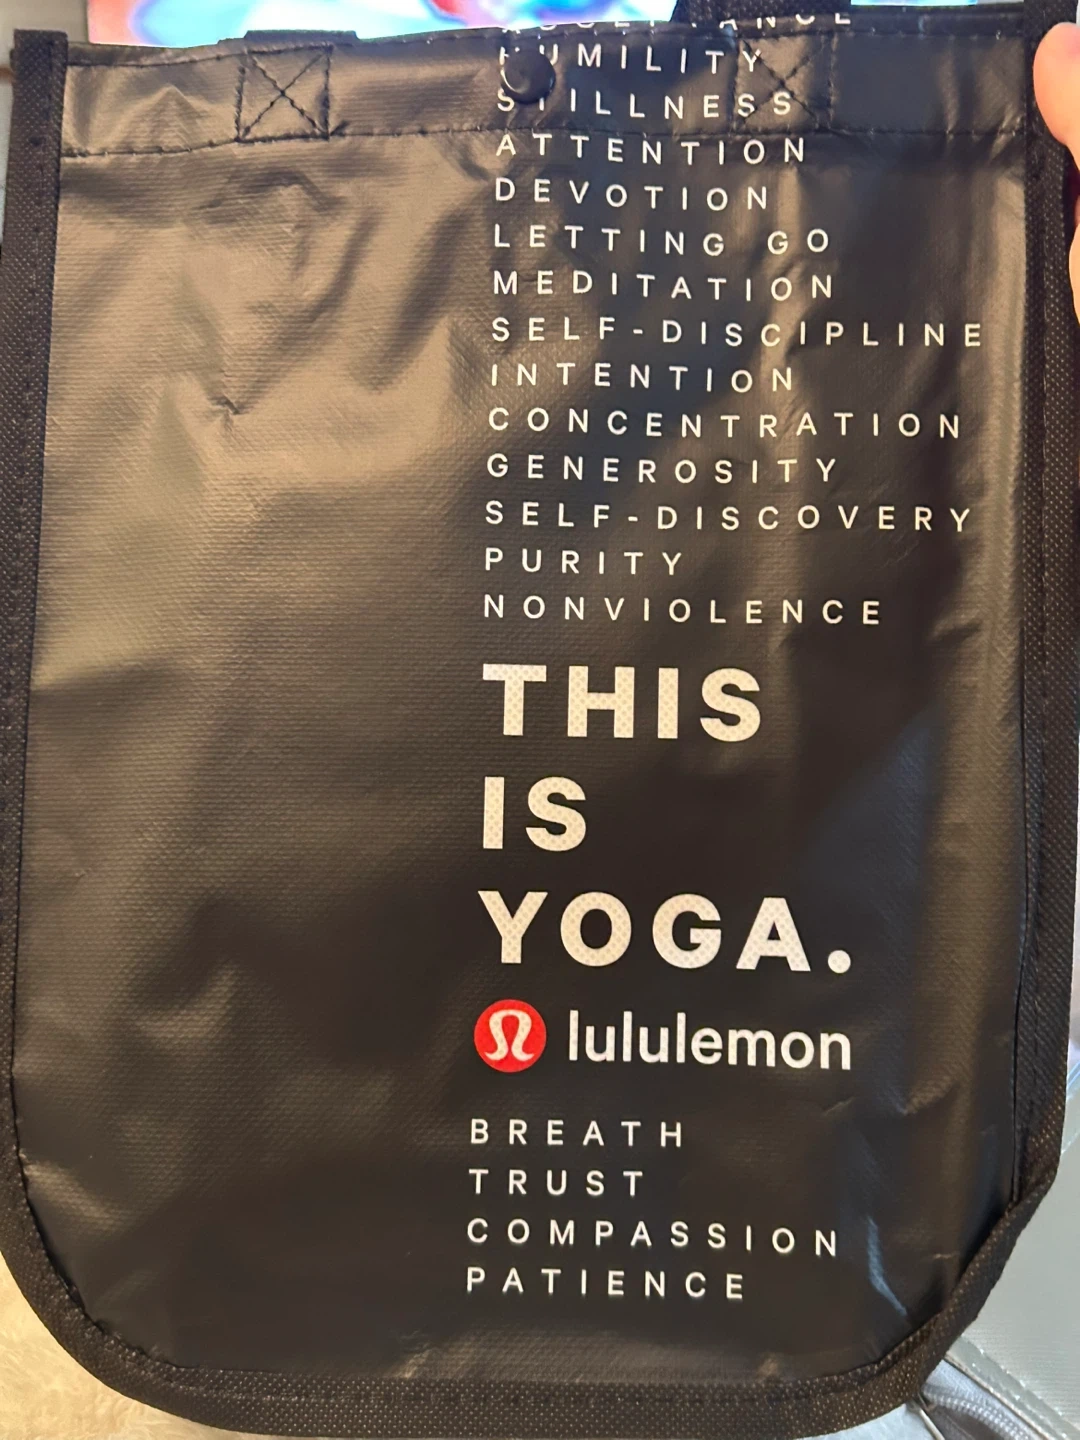 HUMILITY
STILLNESS
ATTENTION
DEVOTION
LETTING GO
MEDITATION
SELF-DISCIPLINE
INTENTION
CONCENTRATION
GENEROSITY
SELF-DISCOVERY
PURITY
NONVIOLENCE
THIS
IS
YOGA.
lululemon
BREATH
TRUST
COMPASSION
PATIENCE